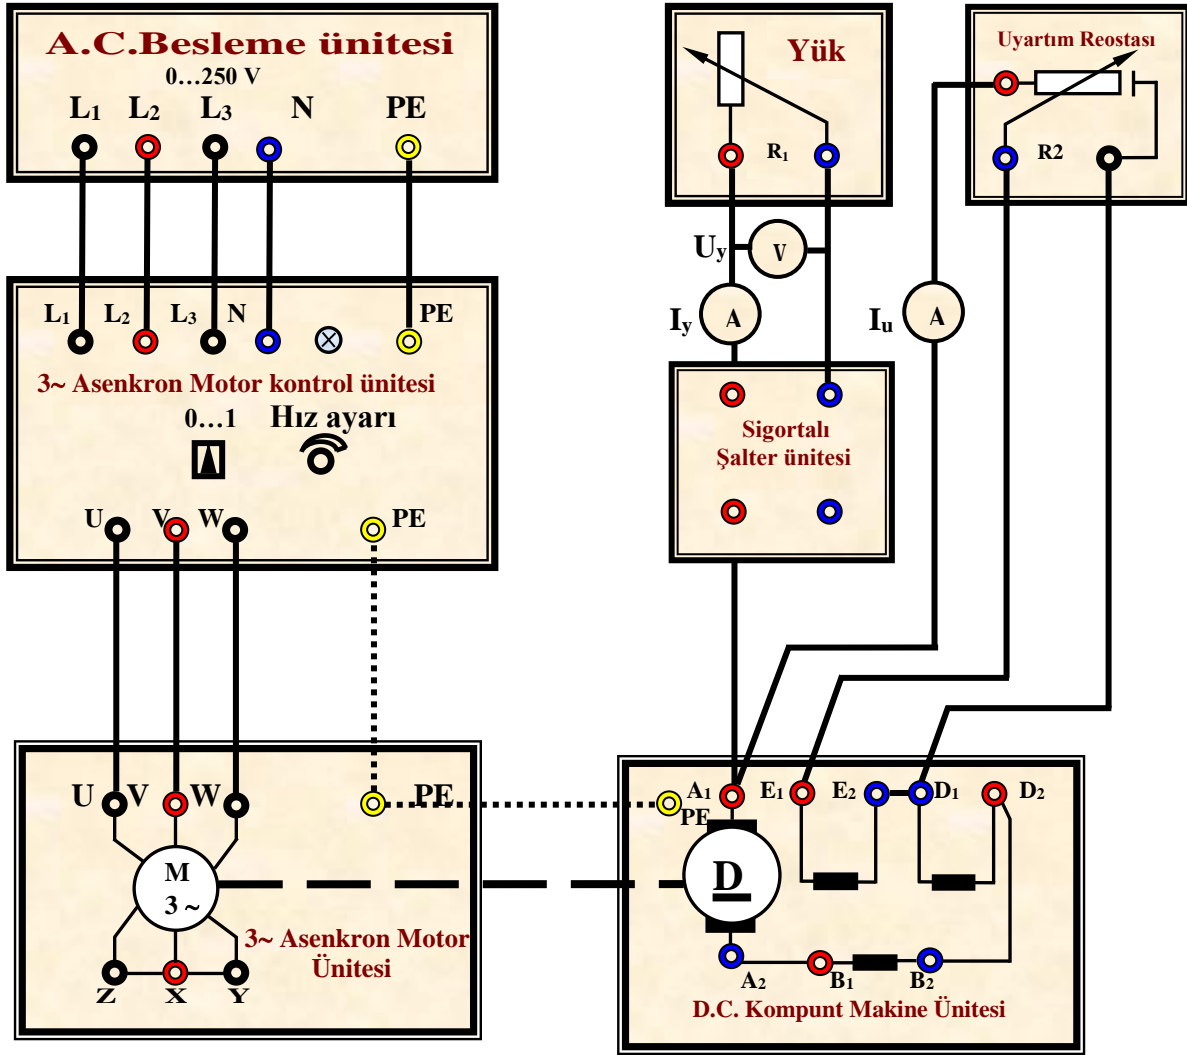 A.C.Besleme ünitesi
0...250 V
L1 L2 L3 N PE
L1 L2 L3 N PE
3~ Asenkron Motor kontrol ünitesi
0...1 Hız ayarı
U V W PE
U V W PE
M
3 ~
3~ Asenkron Motor
Ünitesi
Z X Y
Yük
R1
Uy V
Iy A
Sigortalı
Şalter ünitesi
Uyartım Reostası
R2
Iu A
A1 E1 E2 D1 D2
PE
D
A2 B1 B2
D.C. Kompunt Makine Ünitesi